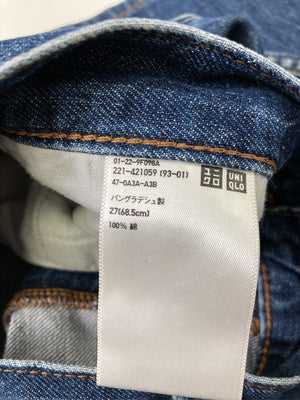 01-22-9F09BA
221-421059 (93-01)
47-0A3A-A3B
バングラデシュ製
27(68.5cm)
100% 綿
ユニ
クロ
UNI
QLO